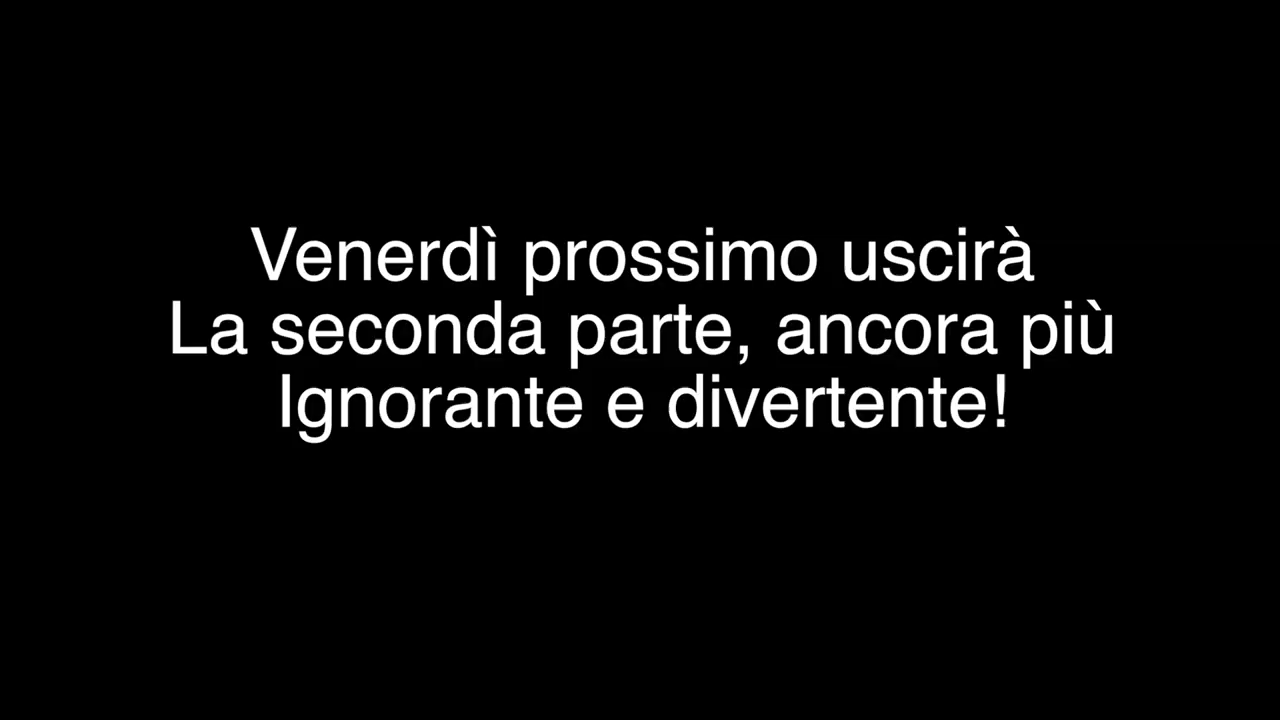 Venerdì prossimo uscirà
La seconda parte, ancora più
Ignorante e divertente!